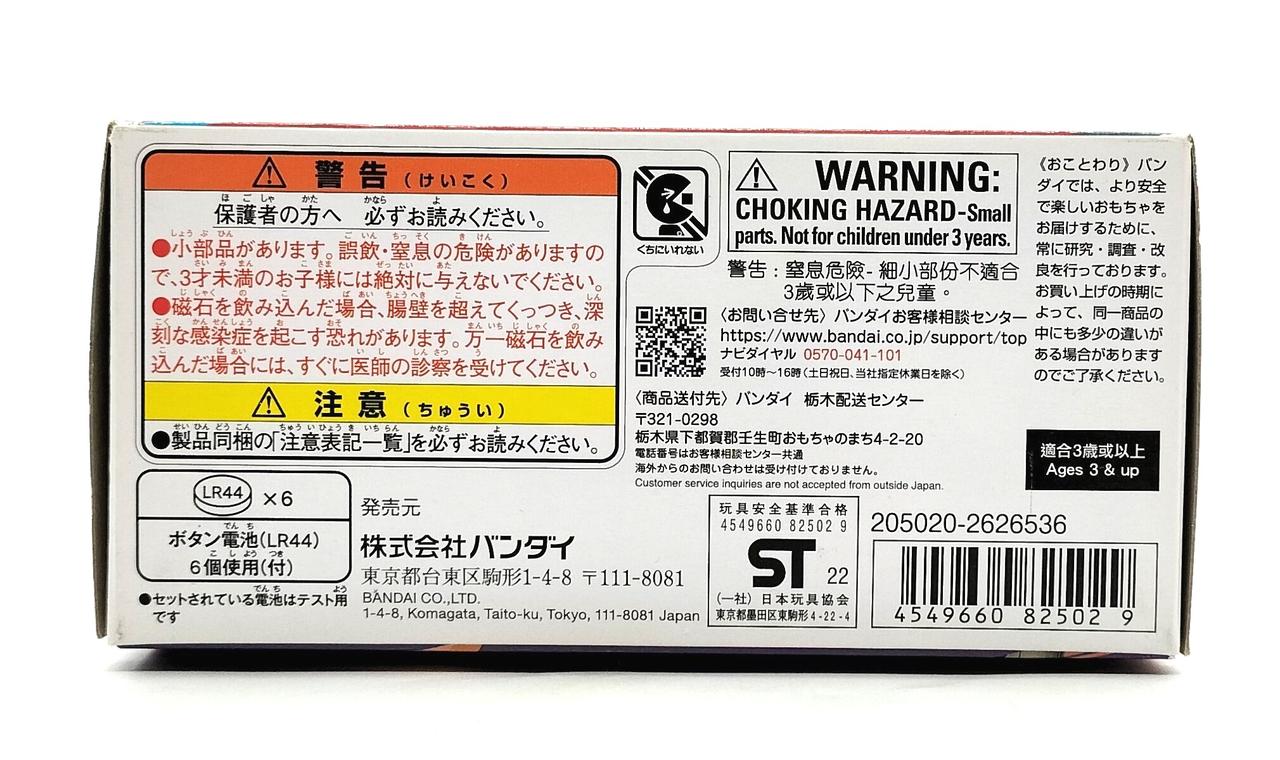 警告(けいこく)
保護者の方へ 必ずお読みください。
●小部品があります。誤飲・窒息の危険がありますの
で、3才未満のお子様には絶対に与えないでください。
●磁石を飲み込んだ場合、腸壁を超えてくっつき、深
刻な感染症を起こす恐れがあります。万一磁石を飲み
込んだ場合には、すぐに医師の診察を受けてください。
注意(ちゅうい)
●製品同梱の「注意表記一覧」を必ずお読みください。
LR44 ×6
ボタン電池(LR44)
6個使用(付)
●セットされている電池はテスト用
です
発売元
株式会社バンダイ
東京都台東区駒形1-4-8 〒111-8081
BANDAI CO.,LTD.
1-4-8, Komagata, Taito-ku, Tokyo, 111-8081 Japan
くちにいれない
WARNING:
CHOKING HAZARD-Small
parts. Not for children under 3 years.
警告：窒息危險- 細小部份不適合
3歲或以下之兒童。
〈お問い合せ先〉バンダイお客様相談センター
https://www.bandai.co.jp/support/top
ナビダイヤル 0570-041-101
受付10時〜16時(土日祝日、当社指定休業日を除く)
〈商品送付先〉バンダイ 栃木配送センター
〒321-0298
栃木県下都賀郡壬生町おもちゃのまち4-2-20
電話番号はお客様相談センター共通
海外からのお問い合わせは受け付けておりません。
Customer service inquiries are not accepted from outside Japan.
玩具安全基準合格
4549660 82502 9
ST 22
(一社) 日本玩具協会
東京都墨田区東駒形4-22-4
《おことわり》バン
ダイでは、より安全
で楽しいおもちゃを
お届けするために、
常に研究・調査・改
良を行っております。
お買い上げの時期に
よって、同一商品の
中にも多少の違いが
ある場合があります
のでご了承ください。
適合3歲或以上
Ages 3 & up
205020-2626536
4549660 82502 9